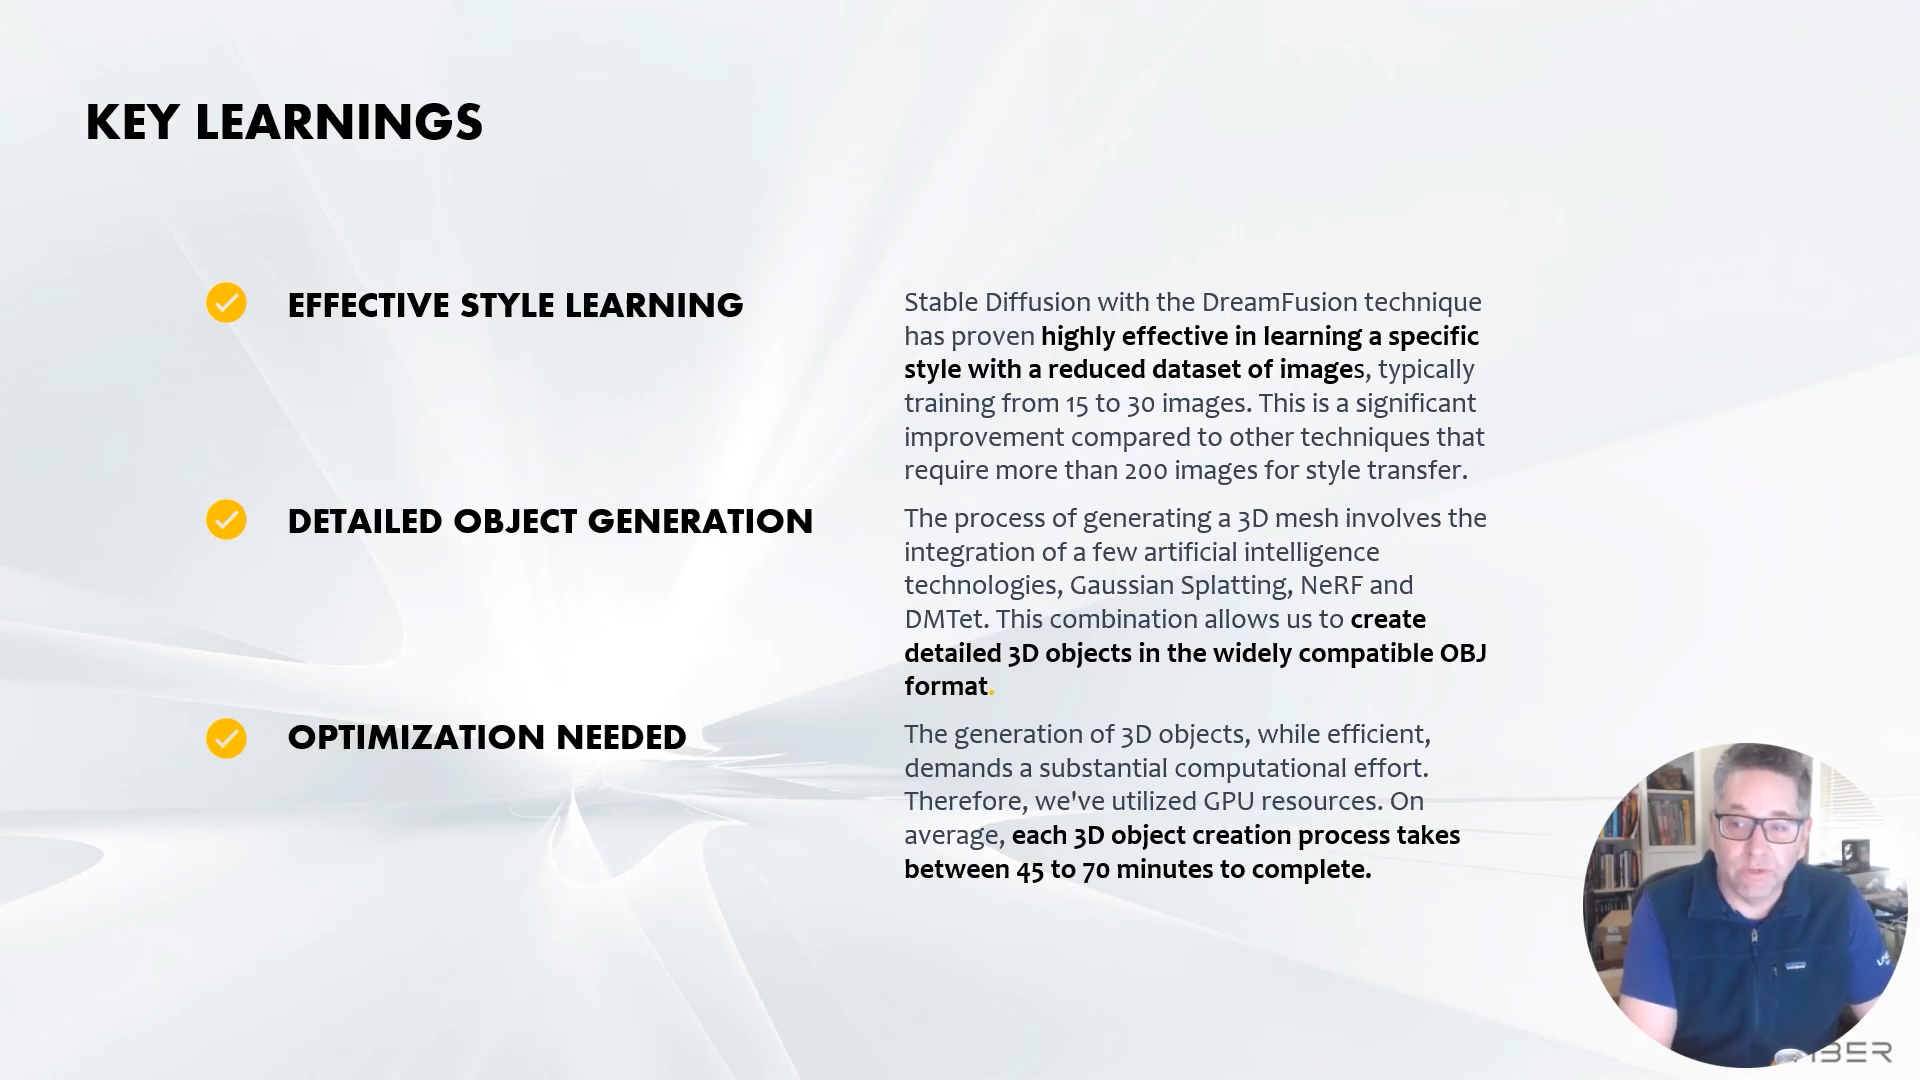 KEY LEARNINGS
EFFECTIVE STYLE LEARNING
Stable Diffusion with the DreamFusion technique
has proven highly effective in learning a specific
style with a reduced dataset of images, typically
training from 15 to 30 images. This is a significant
improvement compared to other techniques that
require more than 200 images for style transfer.
DETAILED OBJECT GENERATION
The process of generating a 3D mesh involves the
integration of a few artificial intelligence
technologies, Gaussian Splatting, NeRF and
DMTet. This combination allows us to create
detailed 3D objects in the widely compatible OBJ
format.
OPTIMIZATION NEEDED
The generation of 3D objects, while efficient,
demands a substantial computational effort.
Therefore, we've utilized GPU resources. On
average, each 3D object creation process takes
between 45 to 70 minutes to complete.